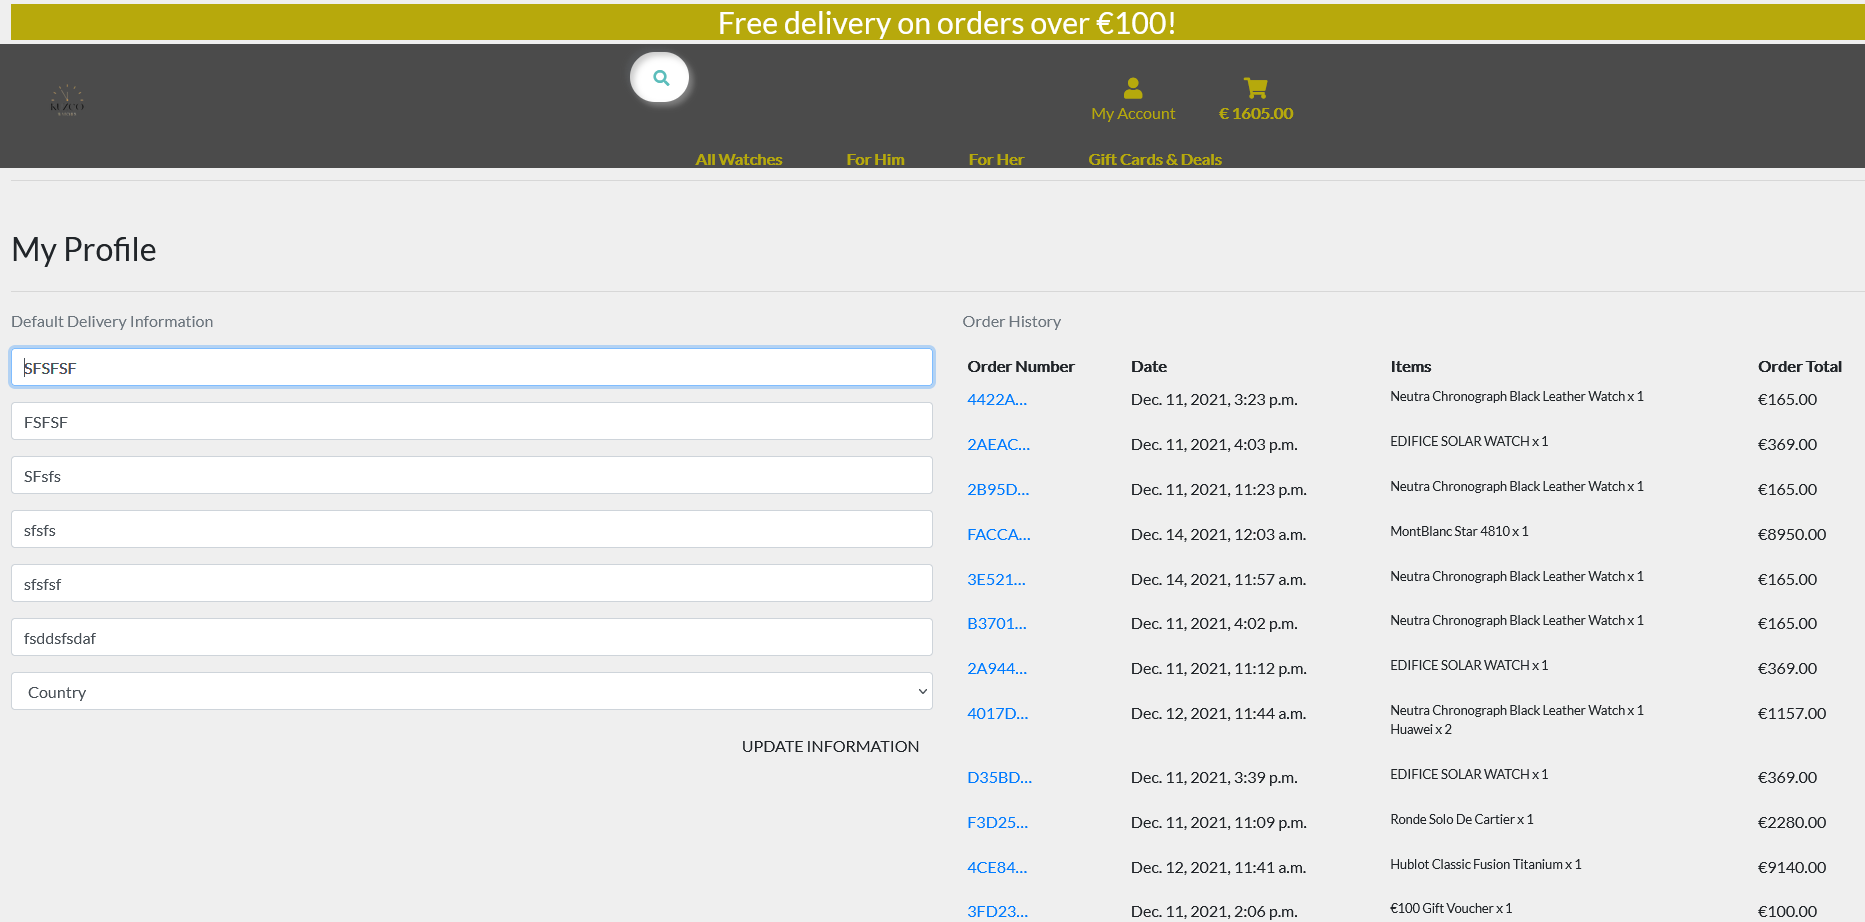 Free delivery on orders over €100!
KUZCO
My Account
€ 1605.00
All Watches For Him For Her Gift Cards & Deals
My Profile
Default Delivery Information
SFSFSF
FSFSF
SFsfs
sfsfs
sfsfsf
fsddsfsdaf
Country
UPDATE INFORMATION
Order History
Order Number Date Items Order Total
4422A... Dec. 11, 2021, 3:23 p.m. Neutra Chronograph Black Leather Watch x 1 €165.00
2AEAC... Dec. 11, 2021, 4:03 p.m. EDIFICE SOLAR WATCH x 1 €369.00
2B95D... Dec. 11, 2021, 11:23 p.m. Neutra Chronograph Black Leather Watch x 1 €165.00
FACCA... Dec. 14, 2021, 12:03 a.m. MontBlanc Star 4810 x 1 €8950.00
3E521... Dec. 14, 2021, 11:57 a.m. Neutra Chronograph Black Leather Watch x 1 €165.00
B3701... Dec. 11, 2021, 4:02 p.m. Neutra Chronograph Black Leather Watch x 1 €165.00
2A944... Dec. 11, 2021, 11:12 p.m. EDIFICE SOLAR WATCH x 1 €369.00
4017D... Dec. 12, 2021, 11:44 a.m. Neutra Chronograph Black Leather Watch x 1 €1157.00
Huawei x 2
D35BD... Dec. 11, 2021, 3:39 p.m. EDIFICE SOLAR WATCH x 1 €369.00
F3D25... Dec. 11, 2021, 11:09 p.m. Ronde Solo De Cartier x 1 €2280.00
4CE84... Dec. 12, 2021, 11:41 a.m. Hublot Classic Fusion Titanium x 1 €9140.00
3FD23... Dec. 11, 2021, 2:06 p.m. €100 Gift Voucher x 1 €100.00